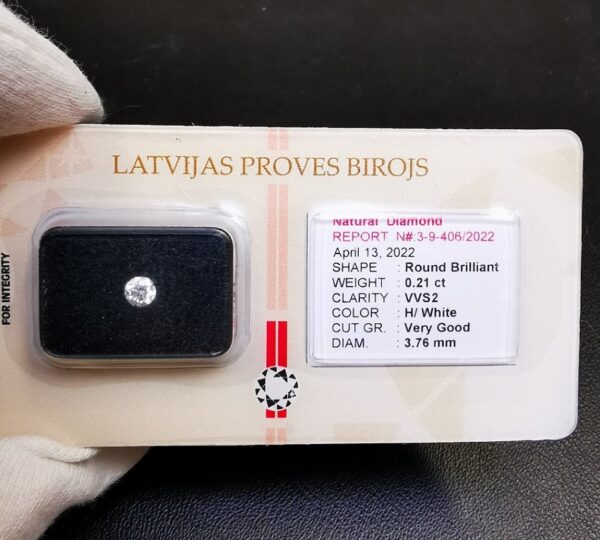 LATVIJAS PROVES BIROJS
FOR INTEGRITY
Natural Diamond
REPORT N#:3-9-406/2022
April 13, 2022
SHAPE : Round Brilliant
WEIGHT : 0.21 ct
CLARITY : VVS2
COLOR : H/ White
CUT GR. : Very Good
DIAM. : 3.76 mm